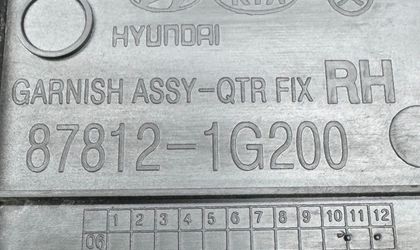 KIA
HYUNDAI
GARNISH ASSY-QTR FIX RH
87812-1G200
1 2 3 4 5 6 7 8 9 10 11 12
06